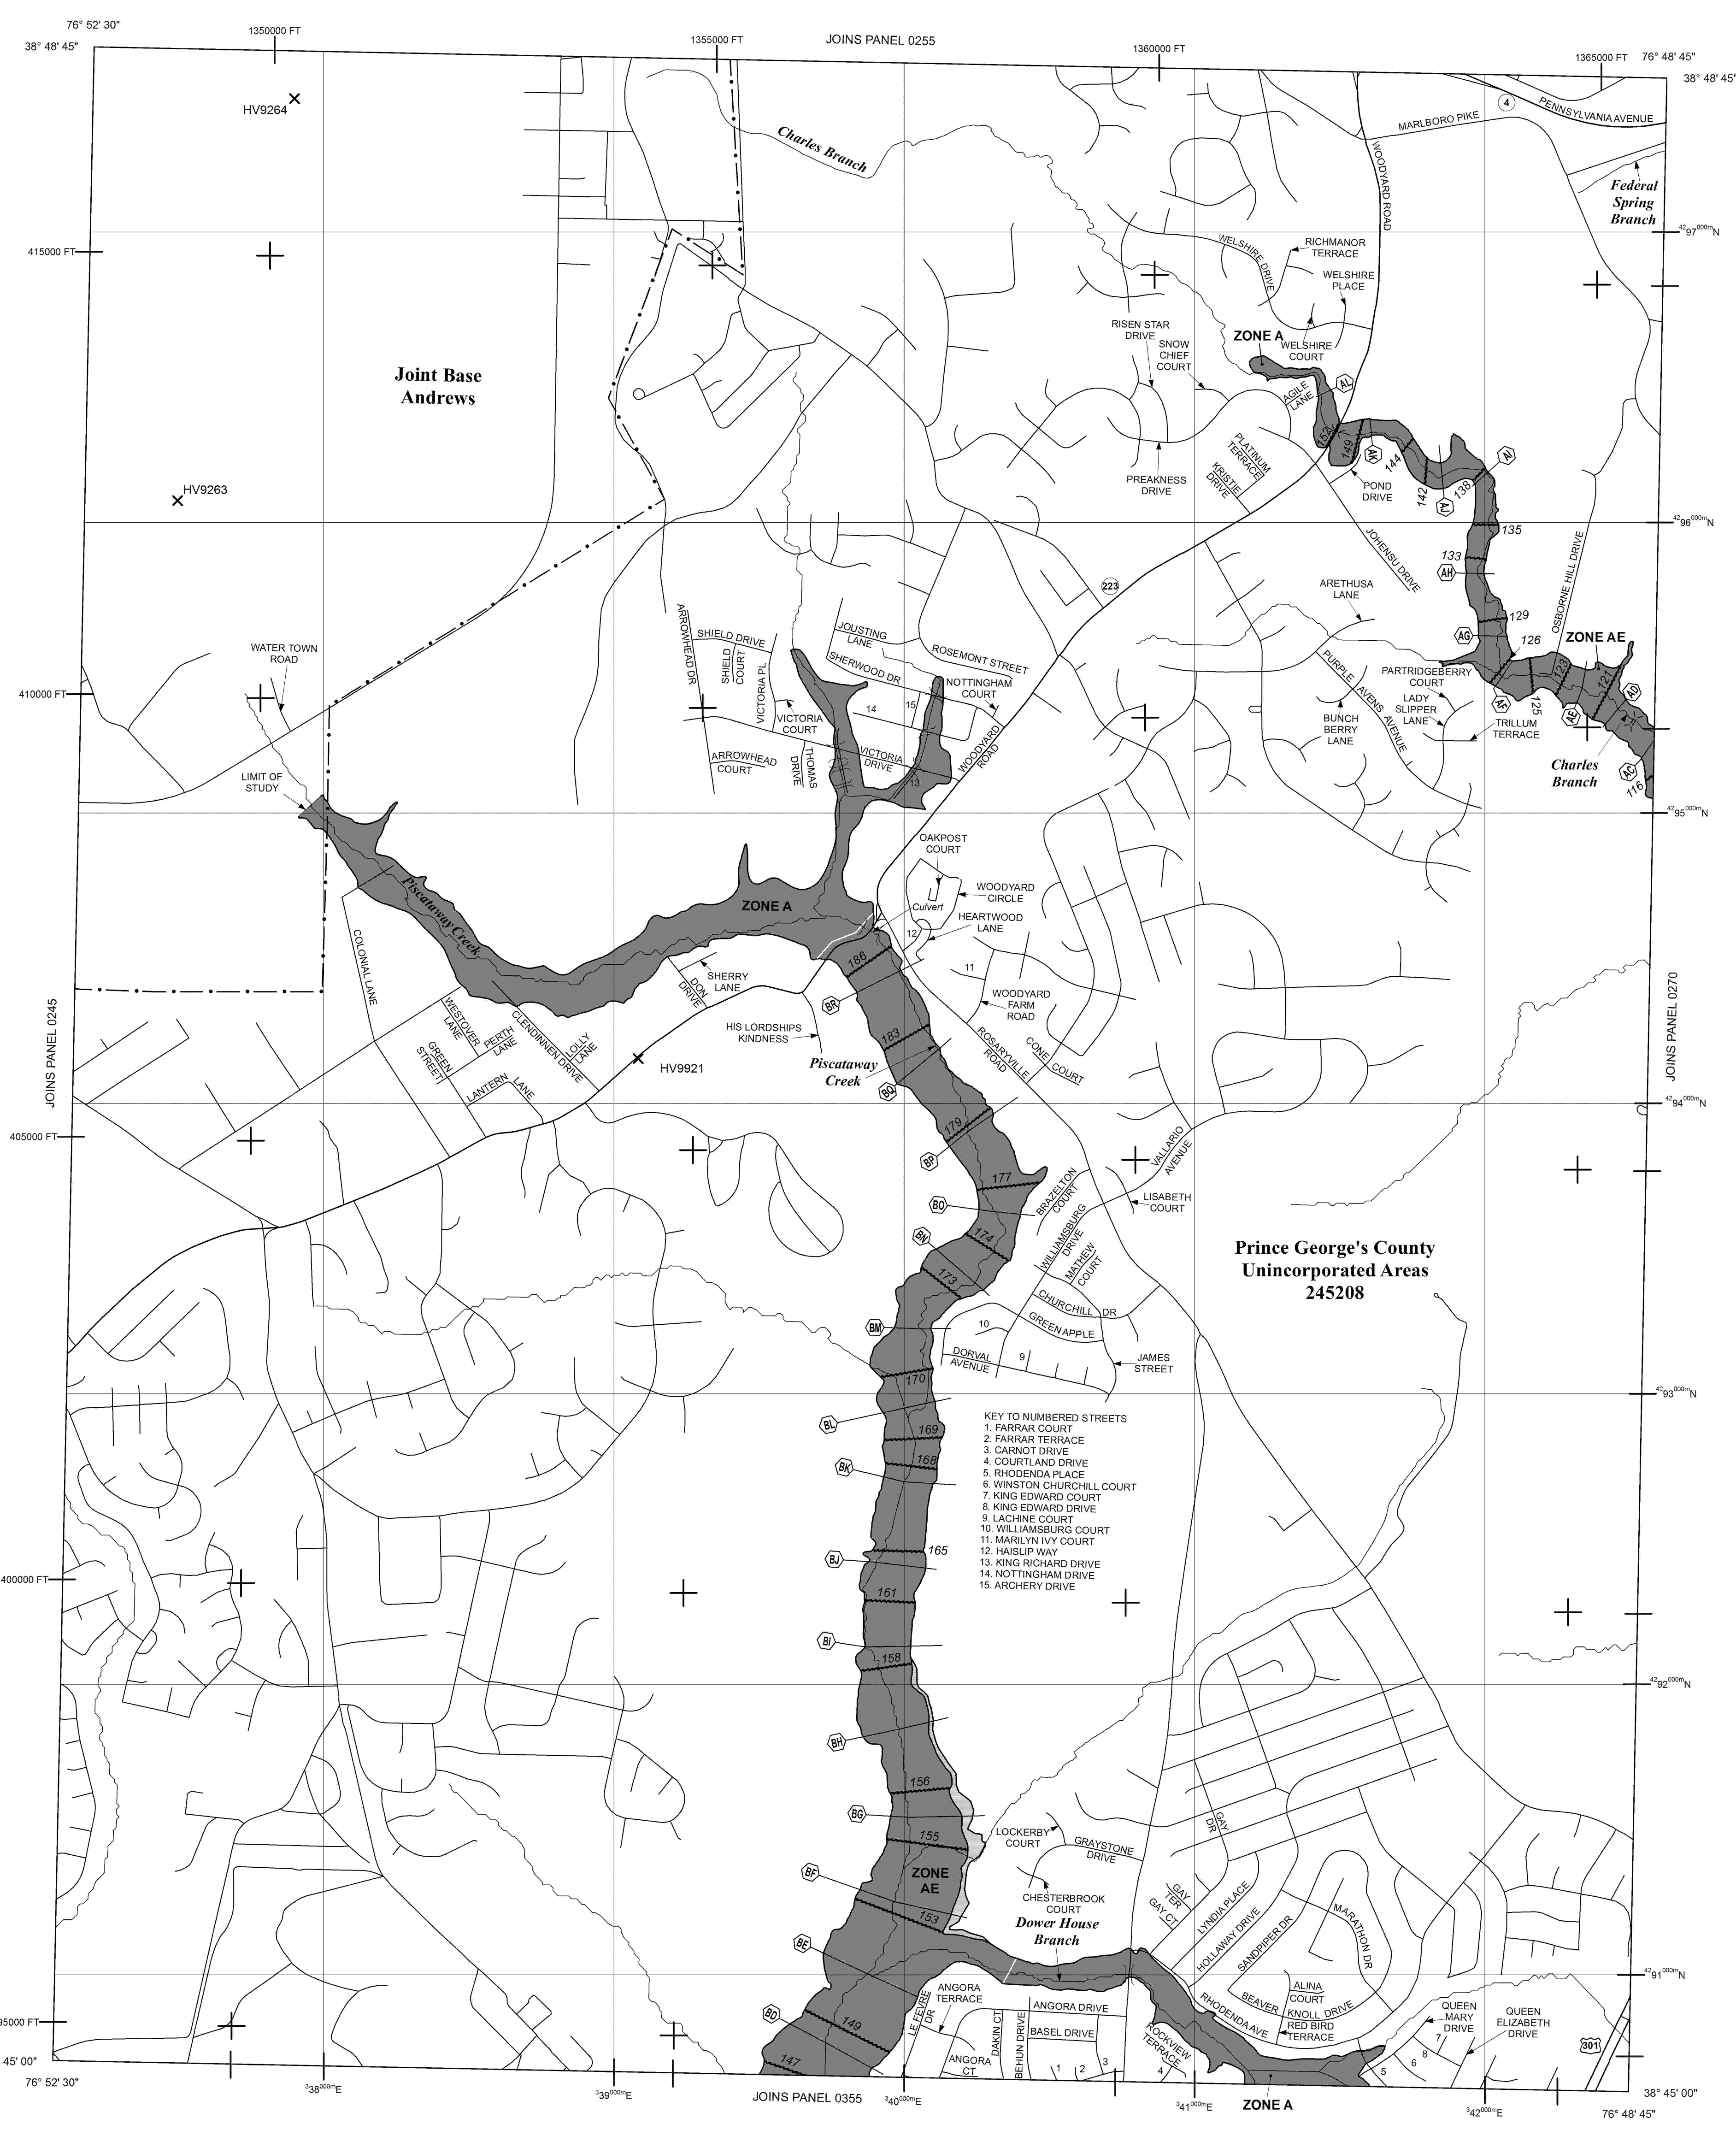 76° 52' 30"
38° 48' 45"
1350000 FT
1355000 FT
JOINS PANEL 0255
1360000 FT
1365000 FT
76° 48' 45"
38° 48' 45"
HV9264
Charles Branch
4
PENNSYLVANIA AVENUE
MARLBORO PIKE
WOODYARD ROAD
Federal
Spring
Branch
415000 FT
4297000mN
WELSHIRE DRIVE
RICHMANOR
TERRACE
WELSHIRE
PLACE
RISEN STAR
DRIVE
SNOW
CHIEF
COURT
ZONE A
WELSHIRE
COURT
AGILE
LANE
AL
Joint Base
Andrews
152
149
AK
144
142
AJ
138
AI
POND
DRIVE
PLATINUM
TERRACE
KRISTIE
DRIVE
PREAKNESS
DRIVE
HV9263
4296000mN
135
133
AH
JOHENSU DRIVE
OSBORNE HILL DRIVE
223
ARETHUSA
LANE
129
AG
126
ZONE AE
ARROWHEAD DR
SHIELD DRIVE
SHIELD
COURT
VICTORIA PL
JOUSTING
LANE
SHERWOOD DR
ROSEMONT STREET
NOTTINGHAM
COURT
WATER TOWN
ROAD
410000 FT
PURPLE AVENS AVENUE
PARTRIDGEBERRY
COURT
LADY
SLIPPER
LANE
TRILLUM
TERRACE
BUNCH
BERRY
LANE
AF
125
123
AE
121
AD
AC
116
Charles
Branch
VICTORIA
COURT
14
15
13
VICTORIA
DRIVE
WOODYARD
ROAD
ARROWHEAD
COURT
THOMAS
DRIVE
LIMIT OF
STUDY
4295000mN
OAKPOST
COURT
WOODYARD
CIRCLE
Culvert
HEARTWOOD
LANE
12
Piscataway Creek
ZONE A
COLONIAL LANE
186
BR
11
WOODYARD
FARM
ROAD
SHERRY
LANE
DON
DRIVE
HIS LORDSHIPS
KINDNESS
WESTOVER
LANE
PERTH
LANE
CLENDINNEN DRIVE
LOLLY
LANE
GREEN
STREET
LANTERN LANE
HV9921
183
Piscataway
Creek
BQ
ROSARYVILLE
ROAD
CONE COURT
JOINS PANEL 0245
JOINS PANEL 0270
4294000mN
405000 FT
179
BP
177
BO
VALLARIO
AVENUE
BRAZELTON
COURT
LISABETH
COURT
WILLIAMSBURG
DRIVE
MATHEW
COURT
BN
174
173
Prince George's County
Unincorporated Areas
245208
CHURCHILL DR
GREEN APPLE
BM
10
DORVAL
AVENUE
9
JAMES
STREET
170
4293000mN
BL
169
BK
168
KEY TO NUMBERED STREETS
1. FARRAR COURT
2. FARRAR TERRACE
3. CARNOT DRIVE
4. COURTLAND DRIVE
5. RHODENDA PLACE
6. WINSTON CHURCHILL COURT
7. KING EDWARD COURT
8. KING EDWARD DRIVE
9. LACHINE COURT
10. WILLIAMSBURG COURT
11. MARILYN IVY COURT
12. HAISLIP WAY
13. KING RICHARD DRIVE
14. NOTTINGHAM DRIVE
15. ARCHERY DRIVE
BJ
165
400000 FT
161
BI
158
4292000mN
BH
156
BG
155
LOCKERBY
COURT
GRAYSTONE
DRIVE
GAY
DR
BF
ZONE
AE
CHESTERBROOK
COURT
GAY
TER
GAY CT
LYNDIA PLACE
HOLLAWAY DRIVE
SANDPIPER DR
MARATHON DR
153
Dower House
Branch
BE
4291000mN
ANGORA
TERRACE
LE FEVRE
DR
ANGORA DRIVE
BASEL DRIVE
DAKIN CT
BEHUN DRIVE
ANGORA
CT
ROCKVIEW
TERRACE
RHODENDA AVE
BEAVER KNOLL DRIVE
ALINA
COURT
RED BIRD
TERRACE
QUEEN
MARY
DRIVE
QUEEN
ELIZABETH
DRIVE
301
BD
149
147
1
2
3
4
5
6
7
8
95000 FT
45' 00"
76° 52' 30"
338000mE
339000mE
JOINS PANEL 0355
340000mE
341000mE
ZONE A
342000mE
38° 45' 00"
76° 48' 45"